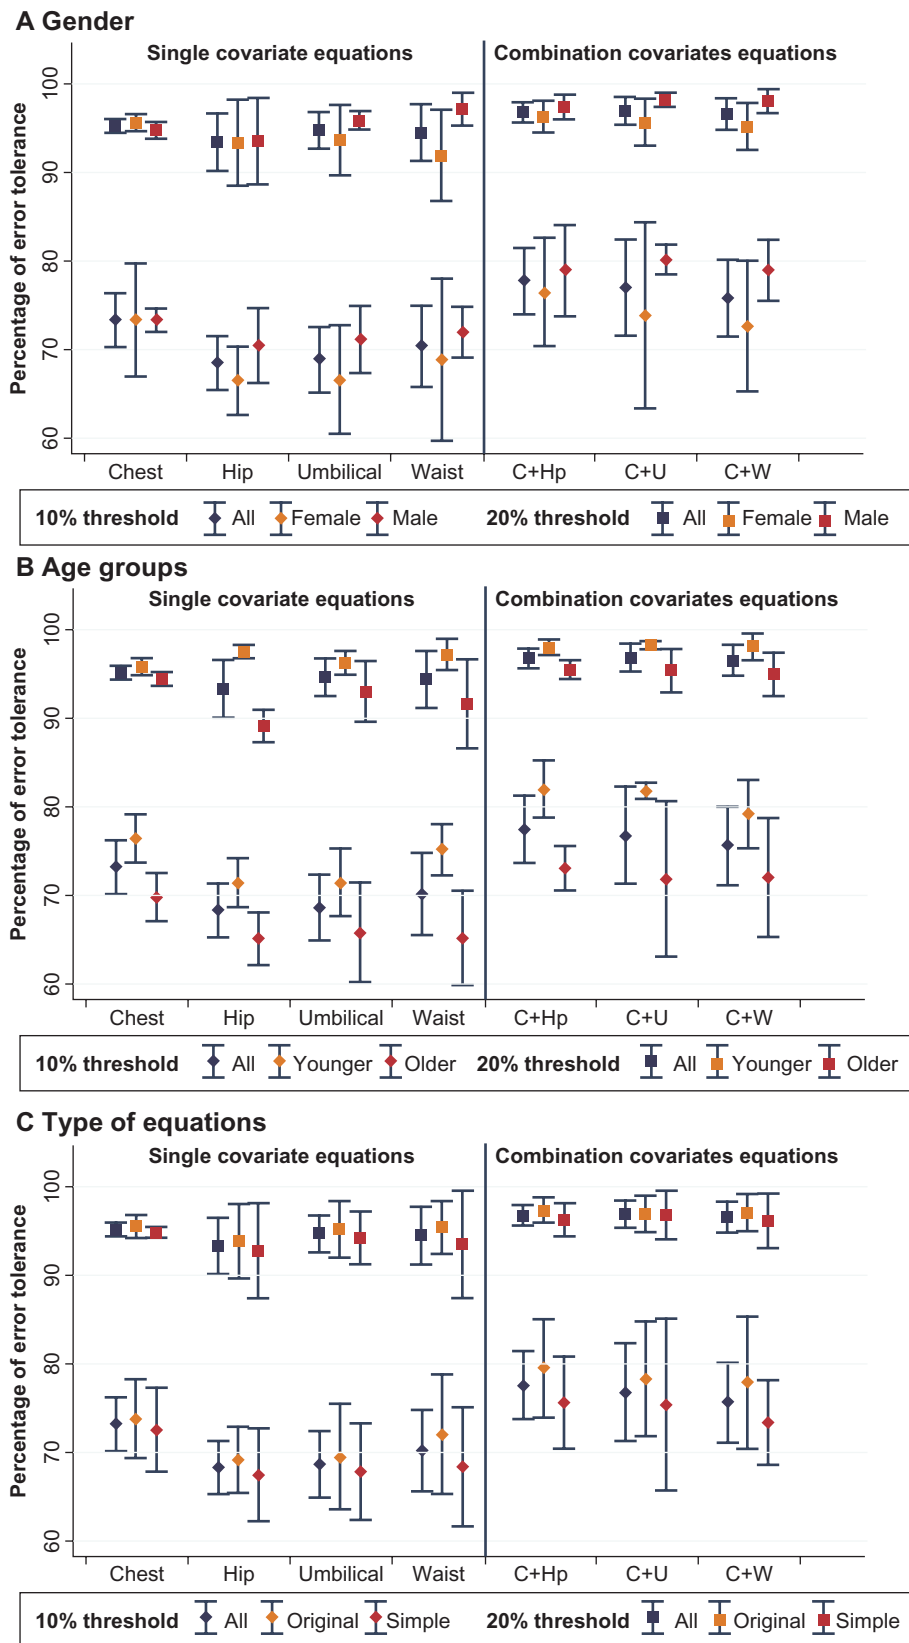 A Gender
Single covariate equations Combination covariates equations
Percentage of error tolerance
100
90
80
70
60
Chest Hip Umbilical Waist C+Hp C+U C+W
10% threshold All Female Male 20% threshold All Female Male
B Age groups
Single covariate equations Combination covariates equations
Percentage of error tolerance
100
90
80
70
60
Chest Hip Umbilical Waist C+Hp C+U C+W
10% threshold All Younger Older 20% threshold All Younger Older
C Type of equations
Single covariate equations Combination covariates equations
Percentage of error tolerance
100
90
80
70
60
Chest Hip Umbilical Waist C+Hp C+U C+W
10% threshold All Original Simple 20% threshold All Original Simple